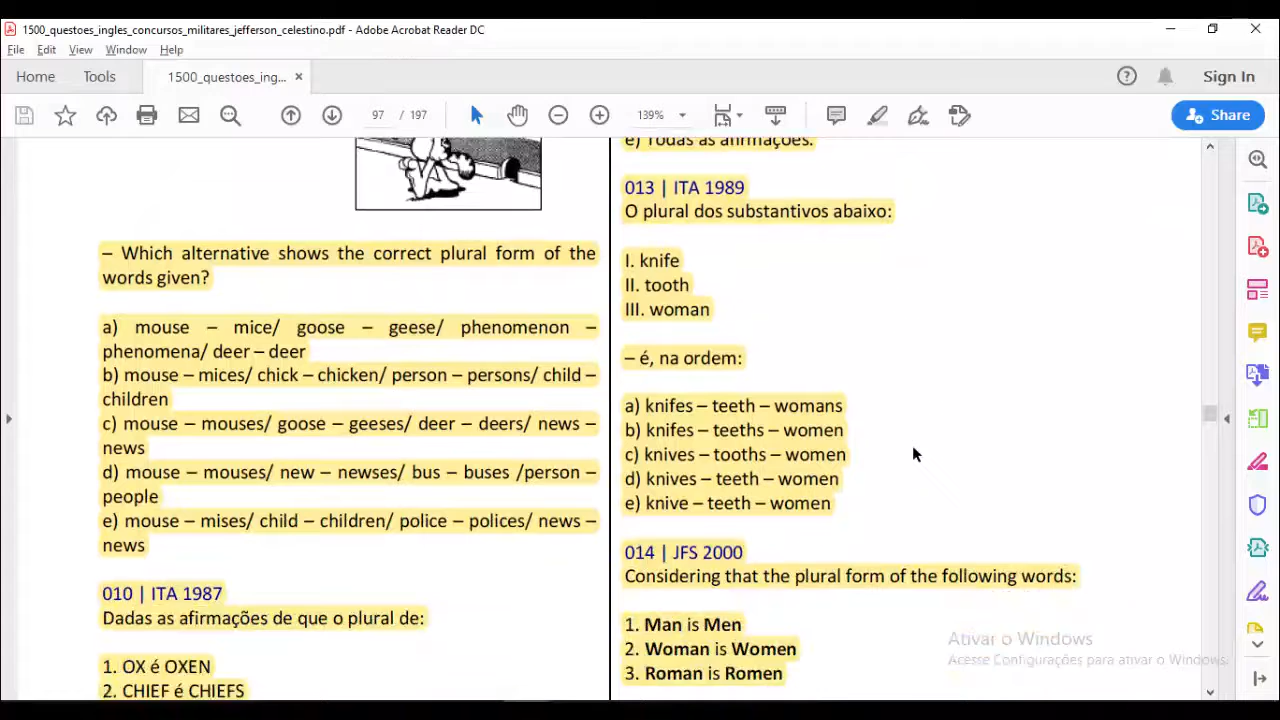 1500_questoes_ingles_concursos_militares_jefferson_celestino.pdf - Adobe Acrobat Reader DC
File Edit View Window Help
Home Tools 1500_questoes_ing... × Sign In
97 / 197 139% Share
– Which alternative shows the correct plural form of the
words given?
a) mouse – mice/ goose – geese/ phenomenon –
phenomena/ deer – deer
b) mouse – mices/ chick – chicken/ person – persons/ child –
children
c) mouse – mouses/ goose – geeses/ deer – deers/ news –
news
d) mouse – mouses/ new – newses/ bus – buses /person –
people
e) mouse – mises/ child – children/ police – polices/ news –
news
010 | ITA 1987
Dadas as afirmações de que o plural de:
1. OX é OXEN
2. CHIEF é CHIEFS
e) Todas as afirmações.
013 | ITA 1989
O plural dos substantivos abaixo:
I. knife
II. tooth
III. woman
– é, na ordem:
a) knifes – teeth – womans
b) knifes – teeths – women
c) knives – tooths – women
d) knives – teeth – women
e) knive – teeth – women
014 | JFS 2000
Considering that the plural form of the following words:
1. Man is Men
2. Woman is Women
3. Roman is Romen
Ativar o Windows
Acesse Configurações para ativar o Windows.